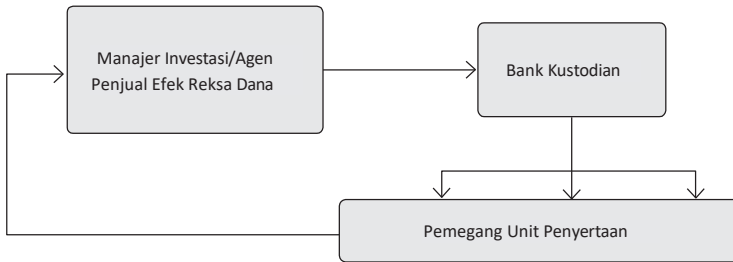 Manajer Investasi/Agen
Penjual Efek Reksa Dana
Bank Kustodian
Pemegang Unit Penyertaan